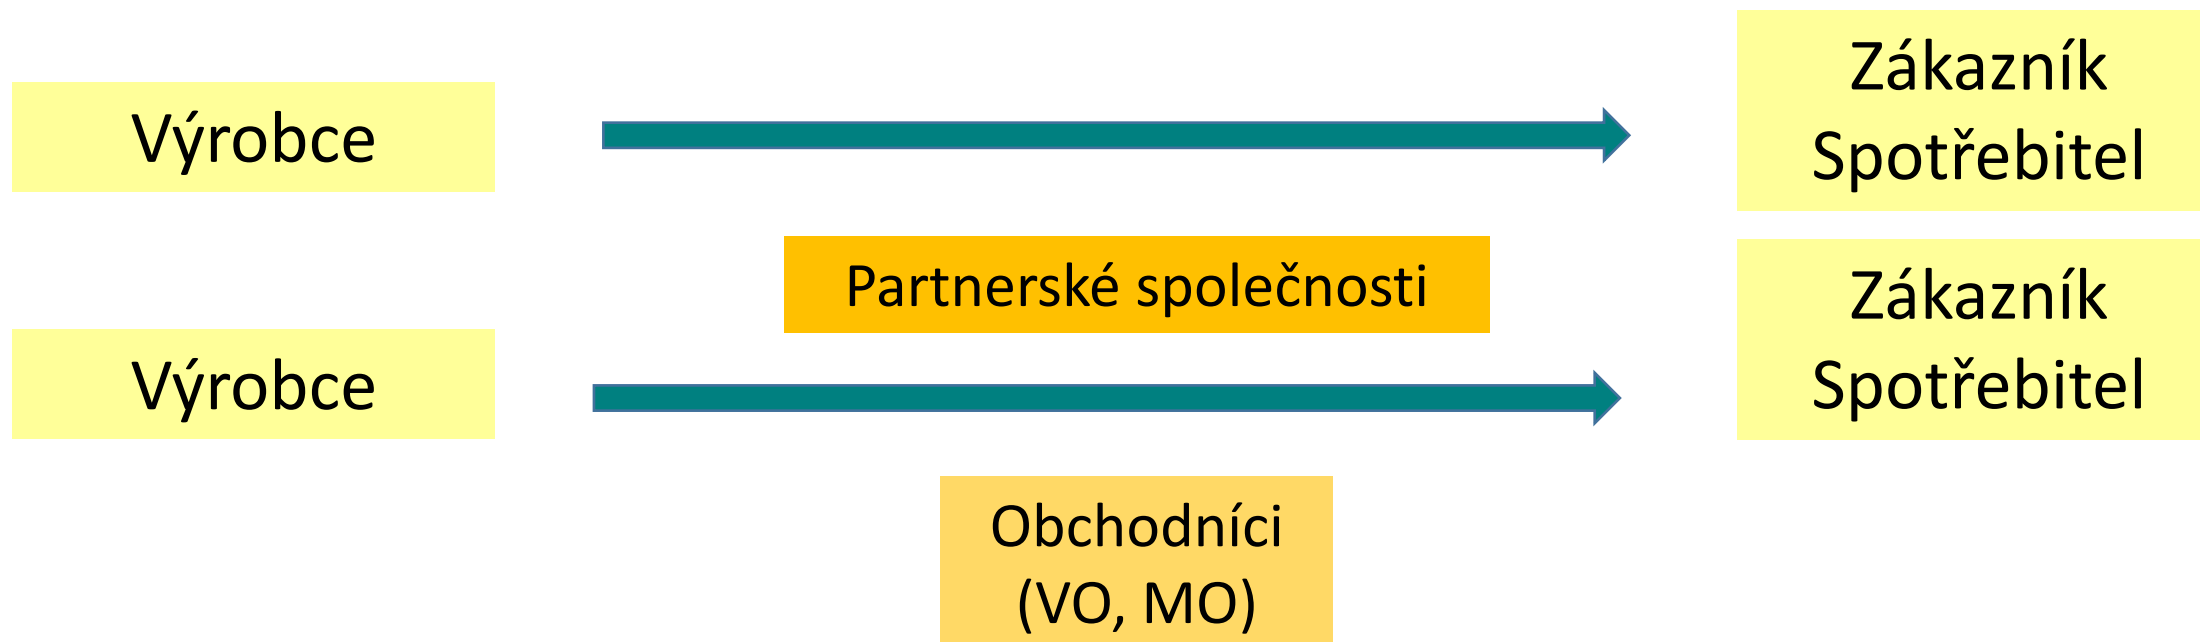 Výrobce
Zákazník
Spotřebitel
Partnerské společnosti
Výrobce
Zákazník
Spotřebitel
Obchodníci
(VO, MO)